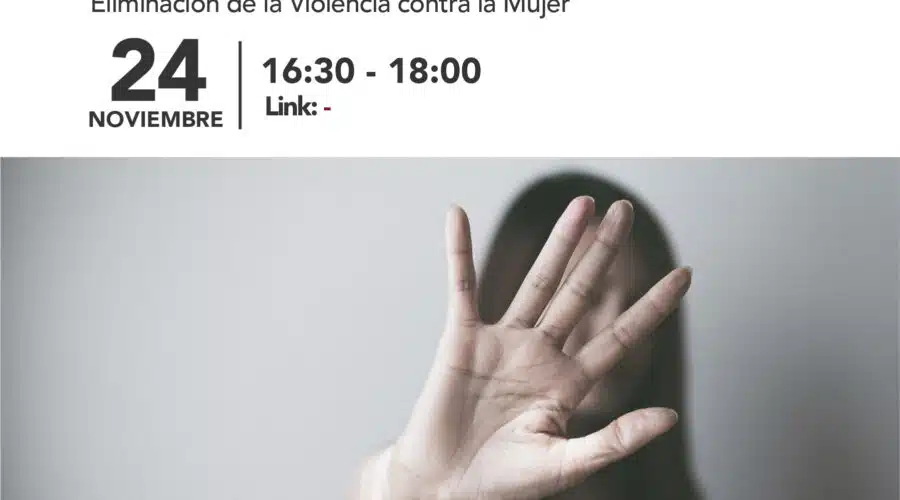 Eliminación de la Violencia contra la Mujer
24
NOVIEMBRE
16:30 - 18:00
Link: -